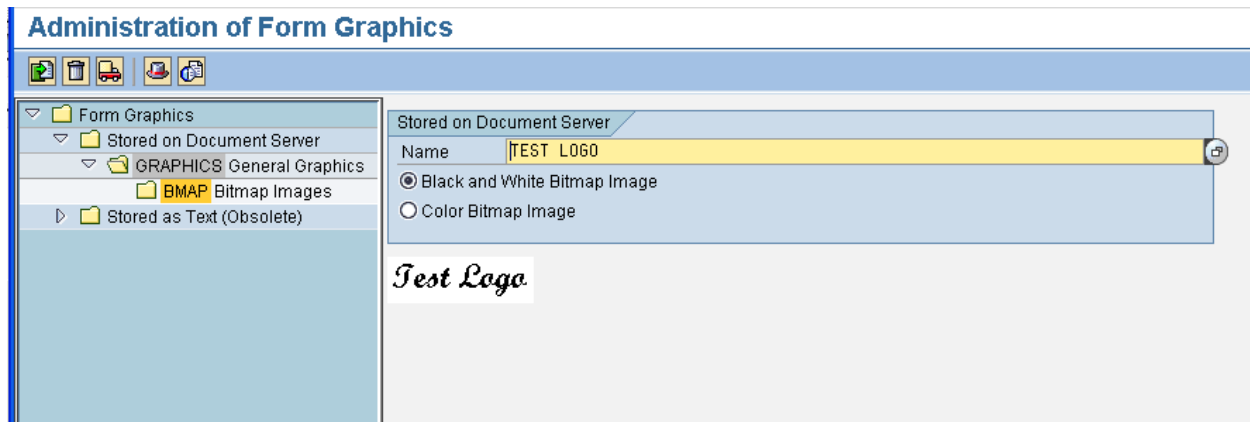 Administration of Form Graphics
Form Graphics
Stored on Document Server
GRAPHICS General Graphics
BMAP Bitmap Images
Stored as Text (Obsolete)
Stored on Document Server
Name TEST LOGO
Black and White Bitmap Image
Color Bitmap Image
Test Logo